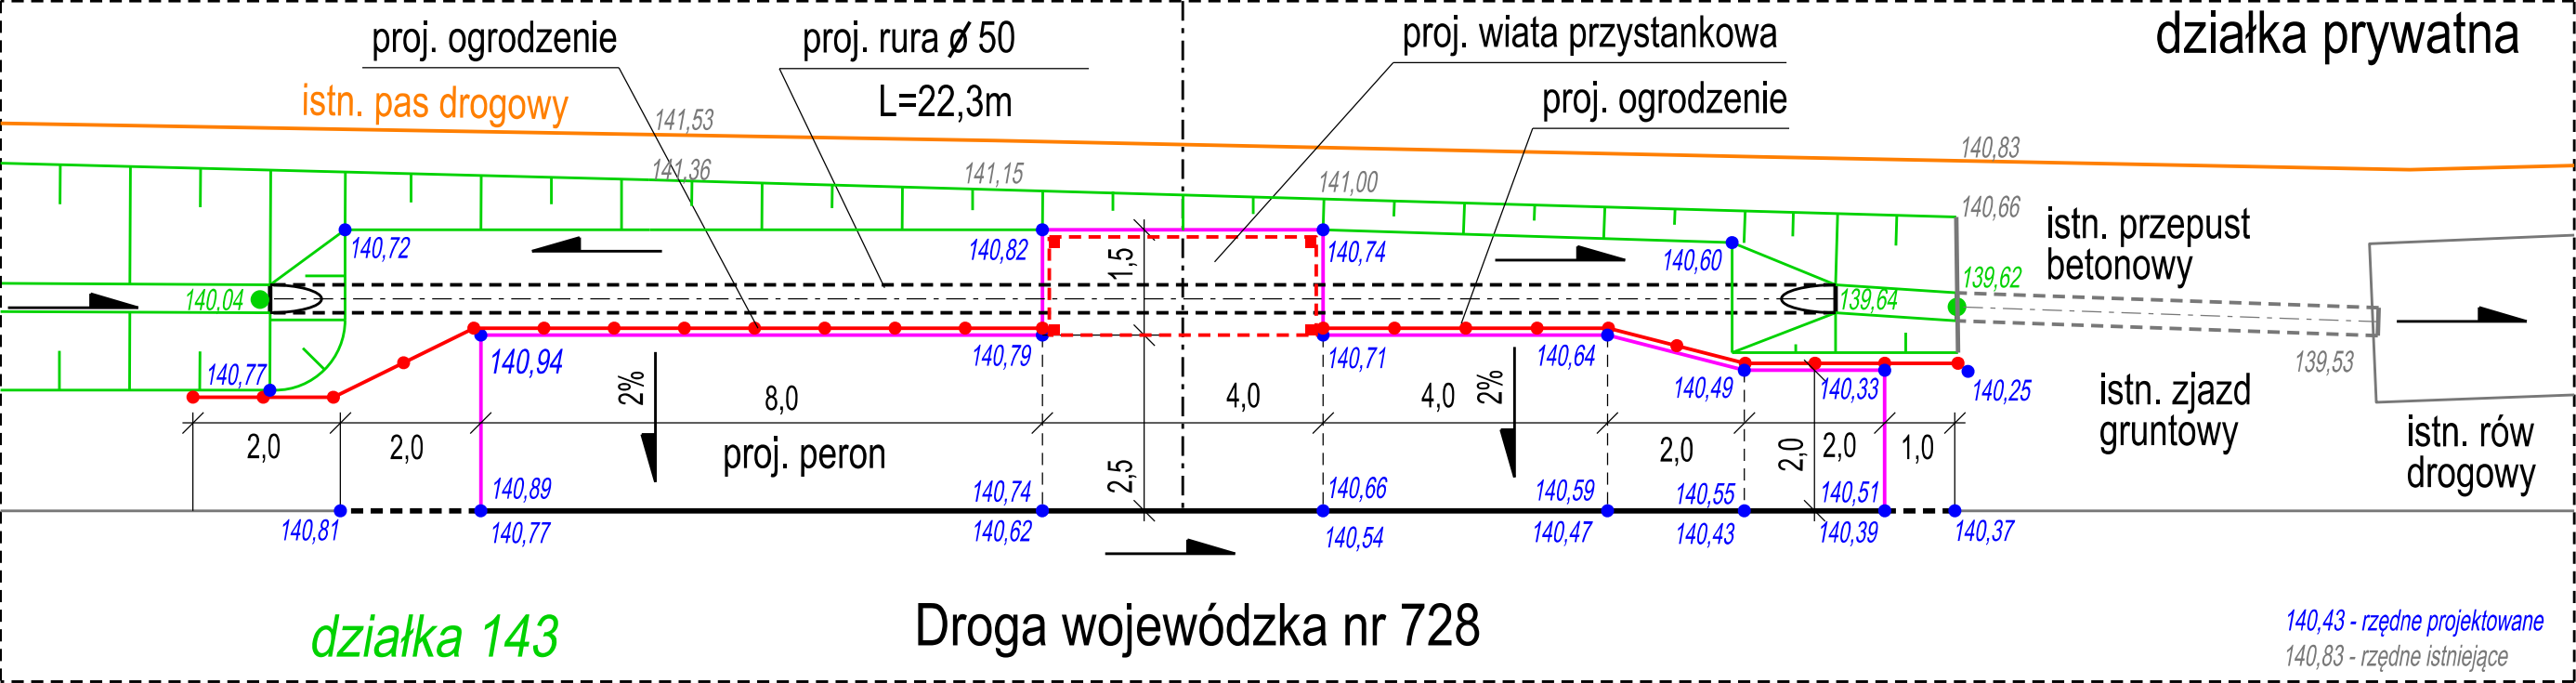 proj. ogrodzenie
proj. rura ø 50
L=22,3m
proj. wiata przystankowa
proj. ogrodzenie
działka prywatna
istn. pas drogowy
141,53
141,36
141,15
141,00
140,83
140,66
istn. przepust
betonowy
140,72
140,82
1,5
140,74
140,60
139,62
140,04
139,64
140,77
140,94
140,79
140,71
140,64
140,49
140,33
140,25
139,53
istn. zjazd
gruntowy
istn. rów
drogowy
2%
8,0
4,0
4,0
2%
2,0
2,0
proj. peron
2,5
2,0
2,0
2,0
1,0
140,89
140,74
140,66
140,59
140,55
140,51
140,81
140,77
140,62
140,54
140,47
140,43
140,39
140,37
działka 143
Droga wojewódzka nr 728
140,43 - rzędne projektowane
140,83 - rzędne istniejące